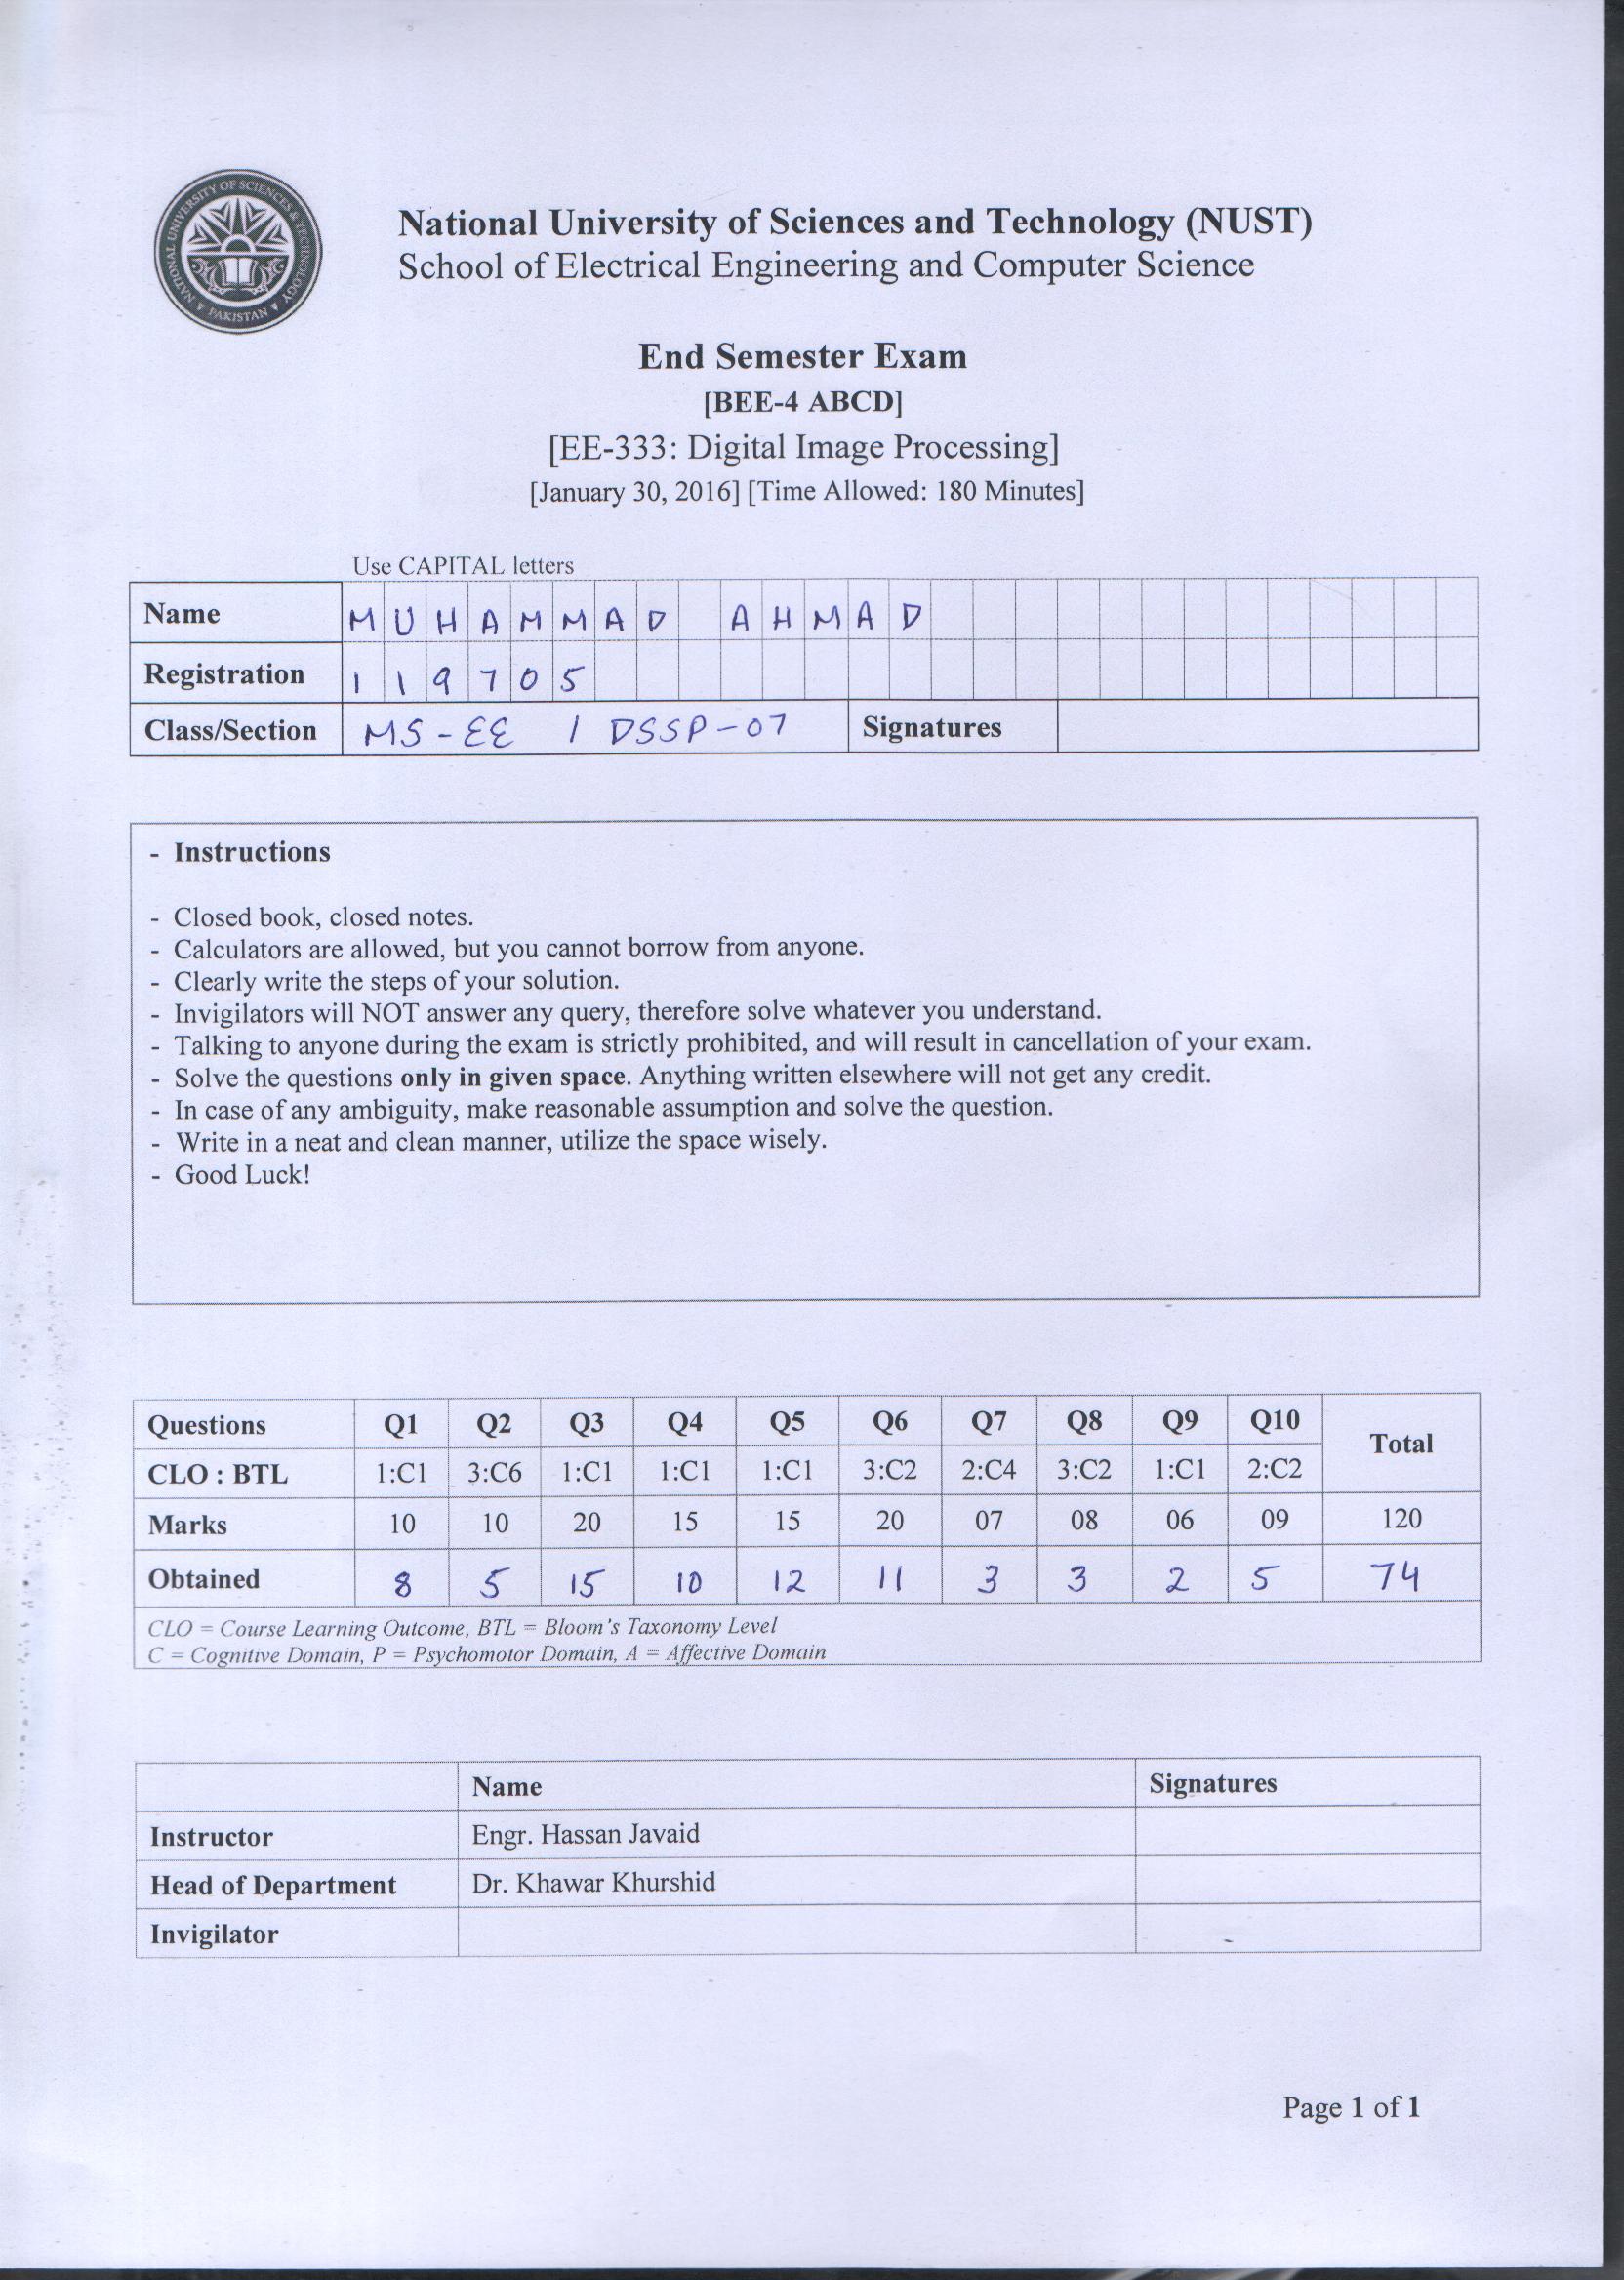 NATIONAL UNIVERSITY OF SCIENCES & TECHNOLOGY
PAKISTAN
National University of Sciences and Technology (NUST)
School of Electrical Engineering and Computer Science
End Semester Exam
[BEE-4 ABCD]
[EE-333: Digital Image Processing]
[January 30, 2016] [Time Allowed: 180 Minutes]
Use CAPITAL letters
Name MUHAMMAD AHMAD
Registration 119705
Class/Section MS-EE / DSSP-07 Signatures
- Instructions
- Closed book, closed notes.
- Calculators are allowed, but you cannot borrow from anyone.
- Clearly write the steps of your solution.
- Invigilators will NOT answer any query, therefore solve whatever you understand.
- Talking to anyone during the exam is strictly prohibited, and will result in cancellation of your exam.
- Solve the questions only in given space. Anything written elsewhere will not get any credit.
- In case of any ambiguity, make reasonable assumption and solve the question.
- Write in a neat and clean manner, utilize the space wisely.
- Good Luck!
Questions Q1 Q2 Q3 Q4 Q5 Q6 Q7 Q8 Q9 Q10 Total
CLO : BTL 1:C1 3:C6 1:C1 1:C1 1:C1 3:C2 2:C4 3:C2 1:C1 2:C2
Marks 10 10 20 15 15 20 07 08 06 09 120
Obtained 8 5 15 10 12 11 3 3 2 5 74
CLO = Course Learning Outcome, BTL = Bloom's Taxonomy Level
C = Cognitive Domain, P = Psychomotor Domain, A = Affective Domain
Name Signatures
Instructor Engr. Hassan Javaid
Head of Department Dr. Khawar Khurshid
Invigilator
Page 1 of 1